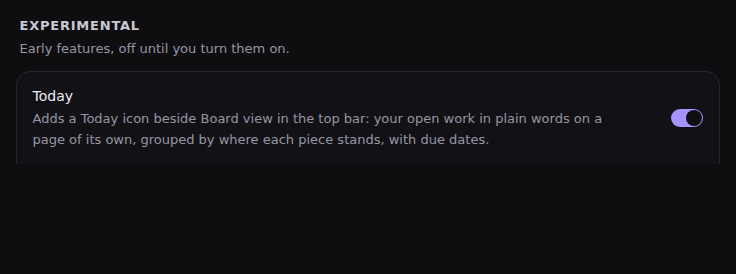 EXPERIMENTAL
Early features, off until you turn them on.
Today
Adds a Today icon beside Board view in the top bar: your open work in plain words on a
page of its own, grouped by where each piece stands, with due dates.